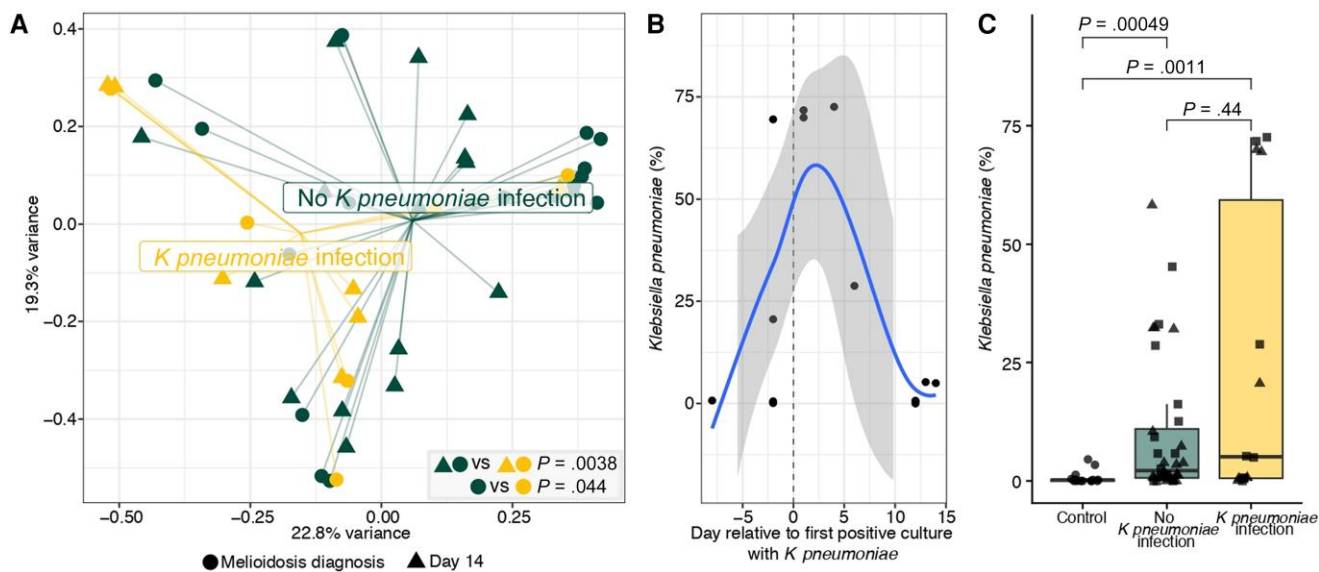 A
0.4
0.2
0.0
−0.2
−0.4
19.3% variance
No K pneumoniae infection
K pneumoniae infection
vs P = .0038
vs P = .044
−0.50 −0.25 0.00 0.25
22.8% variance
Melioidosis diagnosis Day 14
B
75
50
25
0
Klebsiella pneumoniae (%)
−5 0 5 10 15
Day relative to first positive culture
with K pneumoniae
C
P = .00049
P = .0011
P = .44
75
50
25
0
Klebsiella pneumoniae (%)
Control
No
K pneumoniae
infection
K pneumoniae
infection